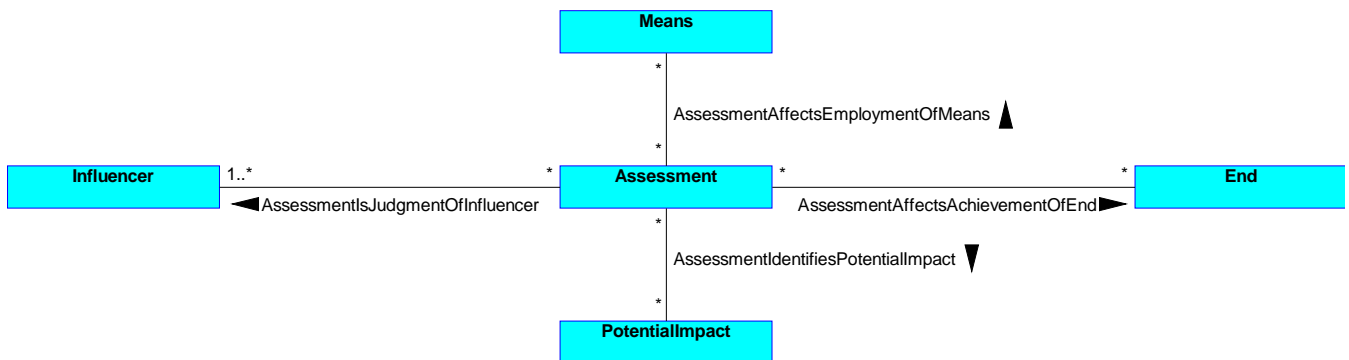 Means
*
AssessmentAffectsEmploymentOfMeans
*
Influencer
1..*
*
Assessment
*
*
End
AssessmentIsJudgmentOfInfluencer
AssessmentAffectsAchievementOfEnd
*
AssessmentIdentifiesPotentialImpact
*
PotentialImpact